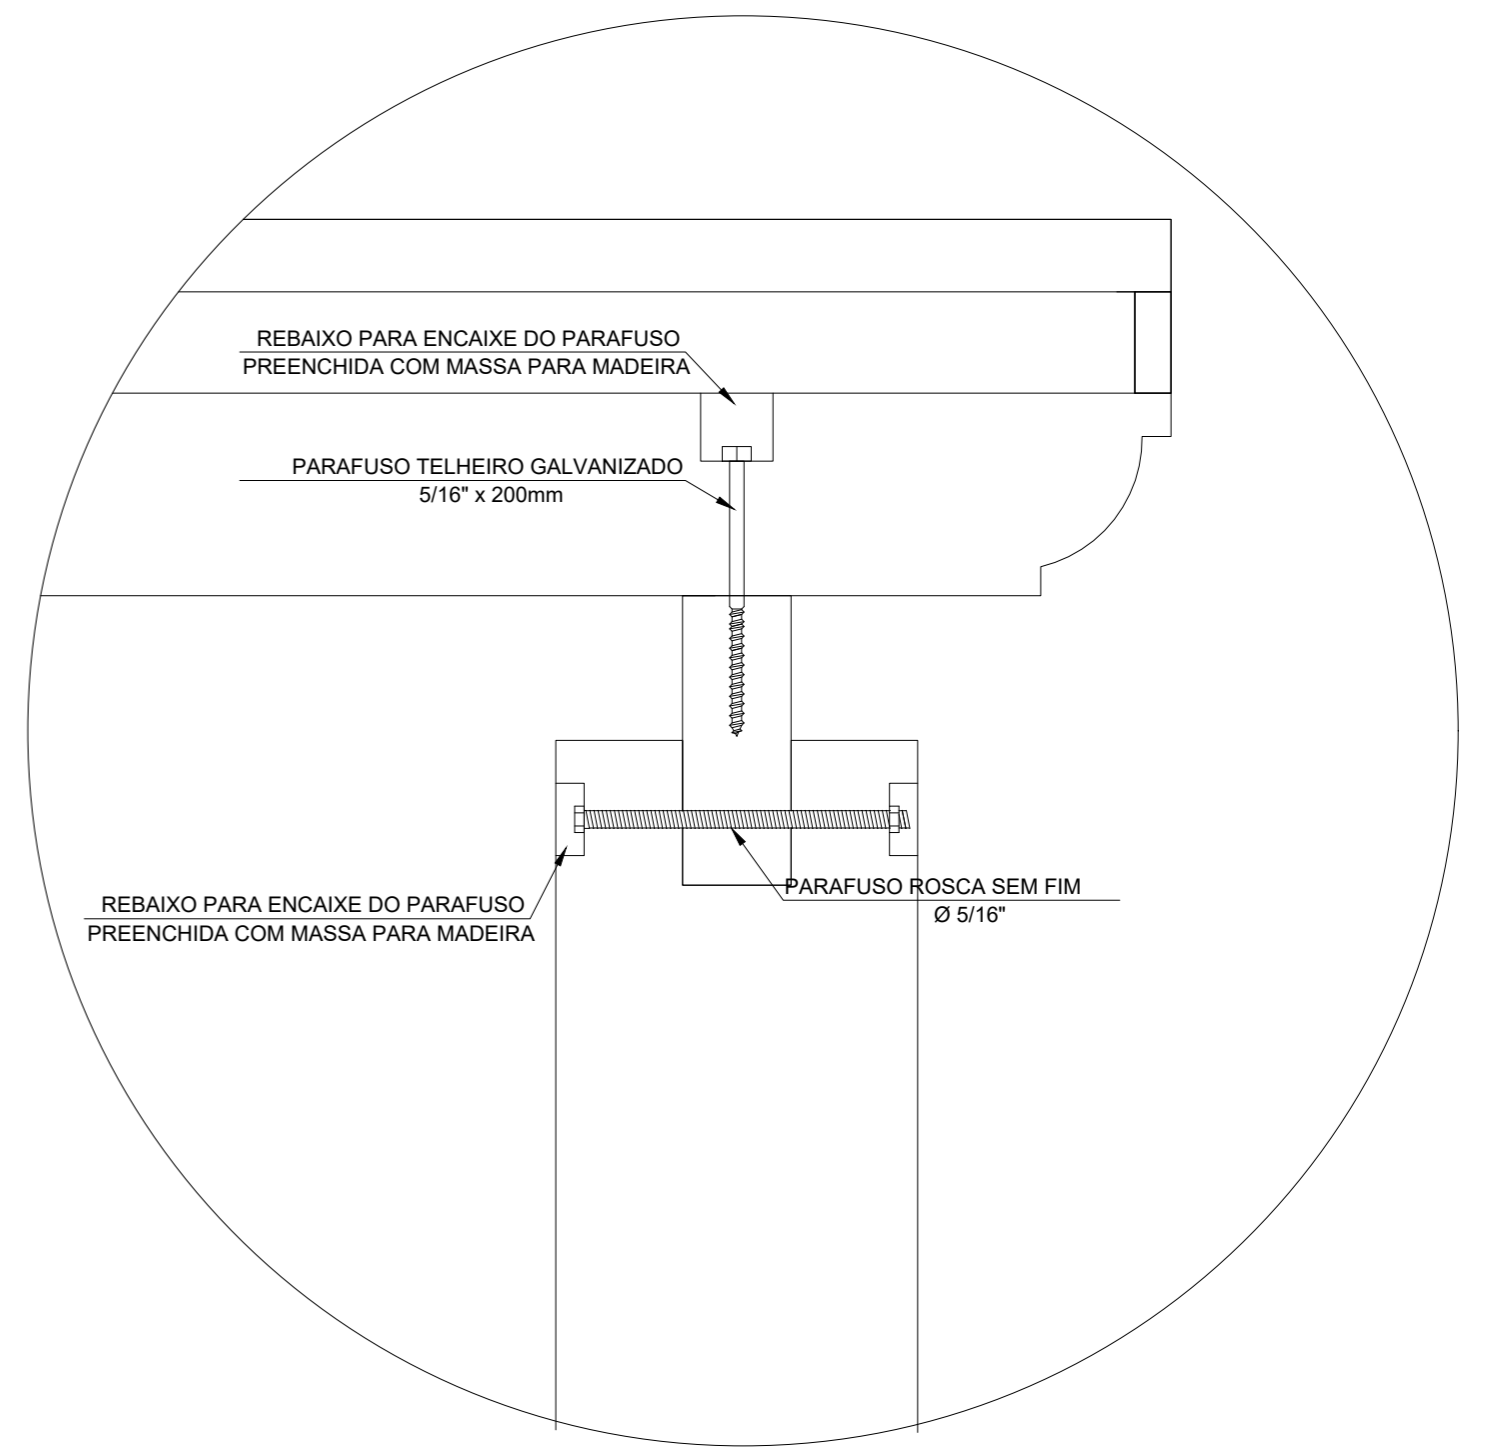 REBAIXO PARA ENCAIXE DO PARAFUSO
PREENCHIDA COM MASSA PARA MADEIRA
PARAFUSO TELHEIRO GALVANIZADO
5/16" x 200mm
PARAFUSO ROSCA SEM FIM
Ø 5/16"
REBAIXO PARA ENCAIXE DO PARAFUSO
PREENCHIDA COM MASSA PARA MADEIRA